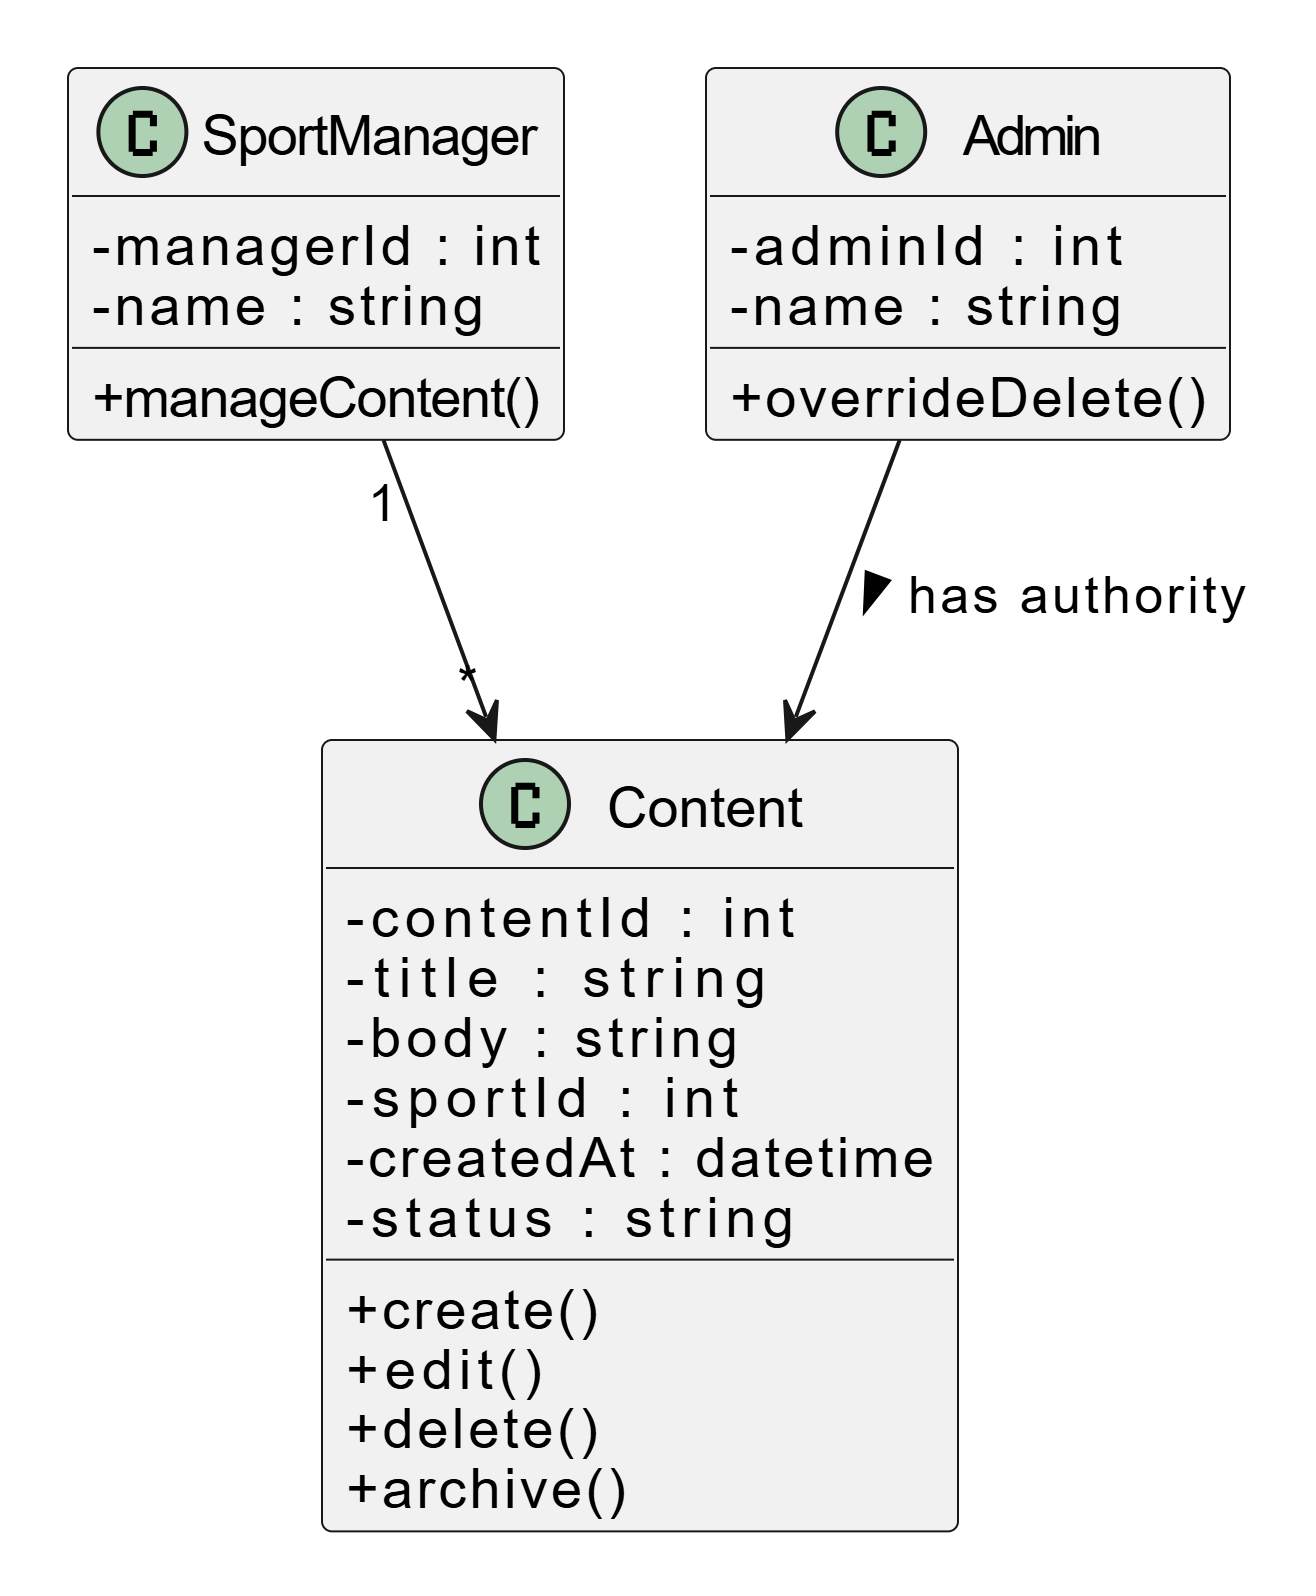 C SportManager
-managerId : int
-name : string
+manageContent()
C Admin
-adminId : int
-name : string
+overrideDelete()
1
*
has authority
C Content
-contentId : int
-title : string
-body : string
-sportId : int
-createdAt : datetime
-status : string
+create()
+edit()
+delete()
+archive()